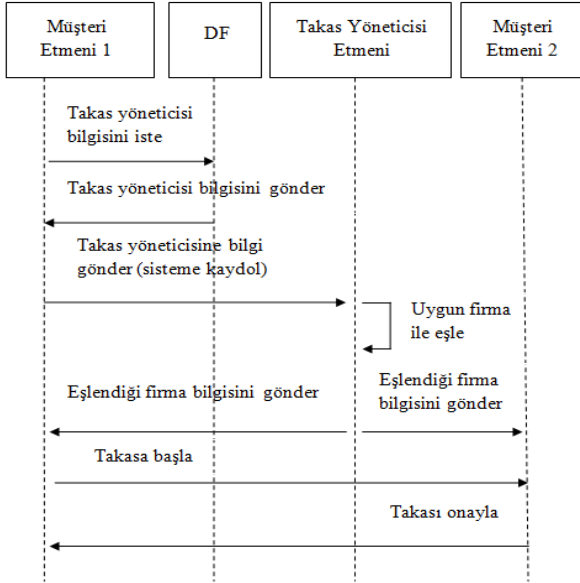 Müşteri
Etmeni 1
DF
Takas Yöneticisi
Etmeni
Müşteri
Etmeni 2
Takas yöneticisi
bilgisini iste
Takas yöneticisi bilgisini gönder
Takas yöneticisine bilgi
gönder (sisteme kaydol)
Uygun firma
ile eşle
Eşlendiği firma bilgisini gönder
Eşlendiği firma
bilgisini gönder
Takasa başla
Takası onayla